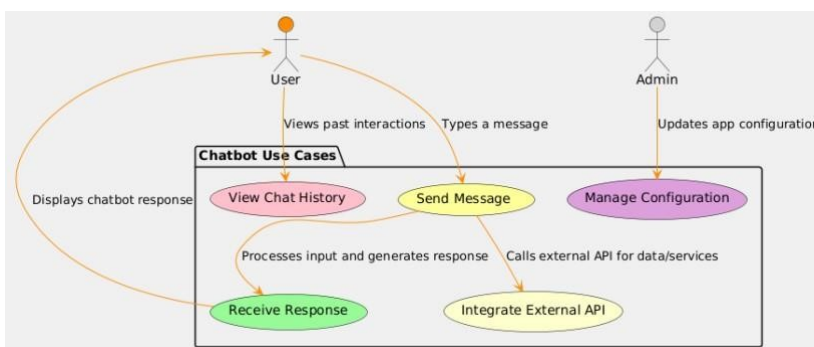 User
Admin
Views past interactions
Types a message
Updates app configuration
Chatbot Use Cases
Displays chatbot response
View Chat History
Send Message
Manage Configuration
Processes input and generates response
Calls external API for data/services
Receive Response
Integrate External API